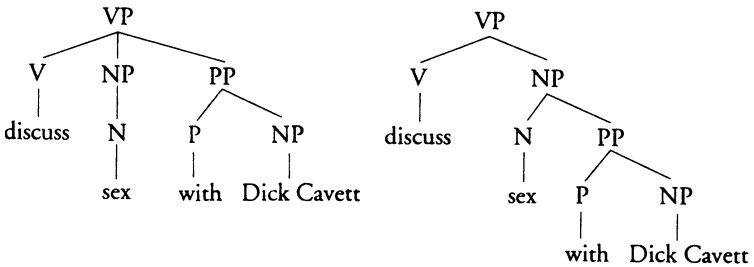 VP VP
V NP PP V NP
discuss N P NP discuss N PP
sex with Dick Cavett sex P NP
with Dick Cavett